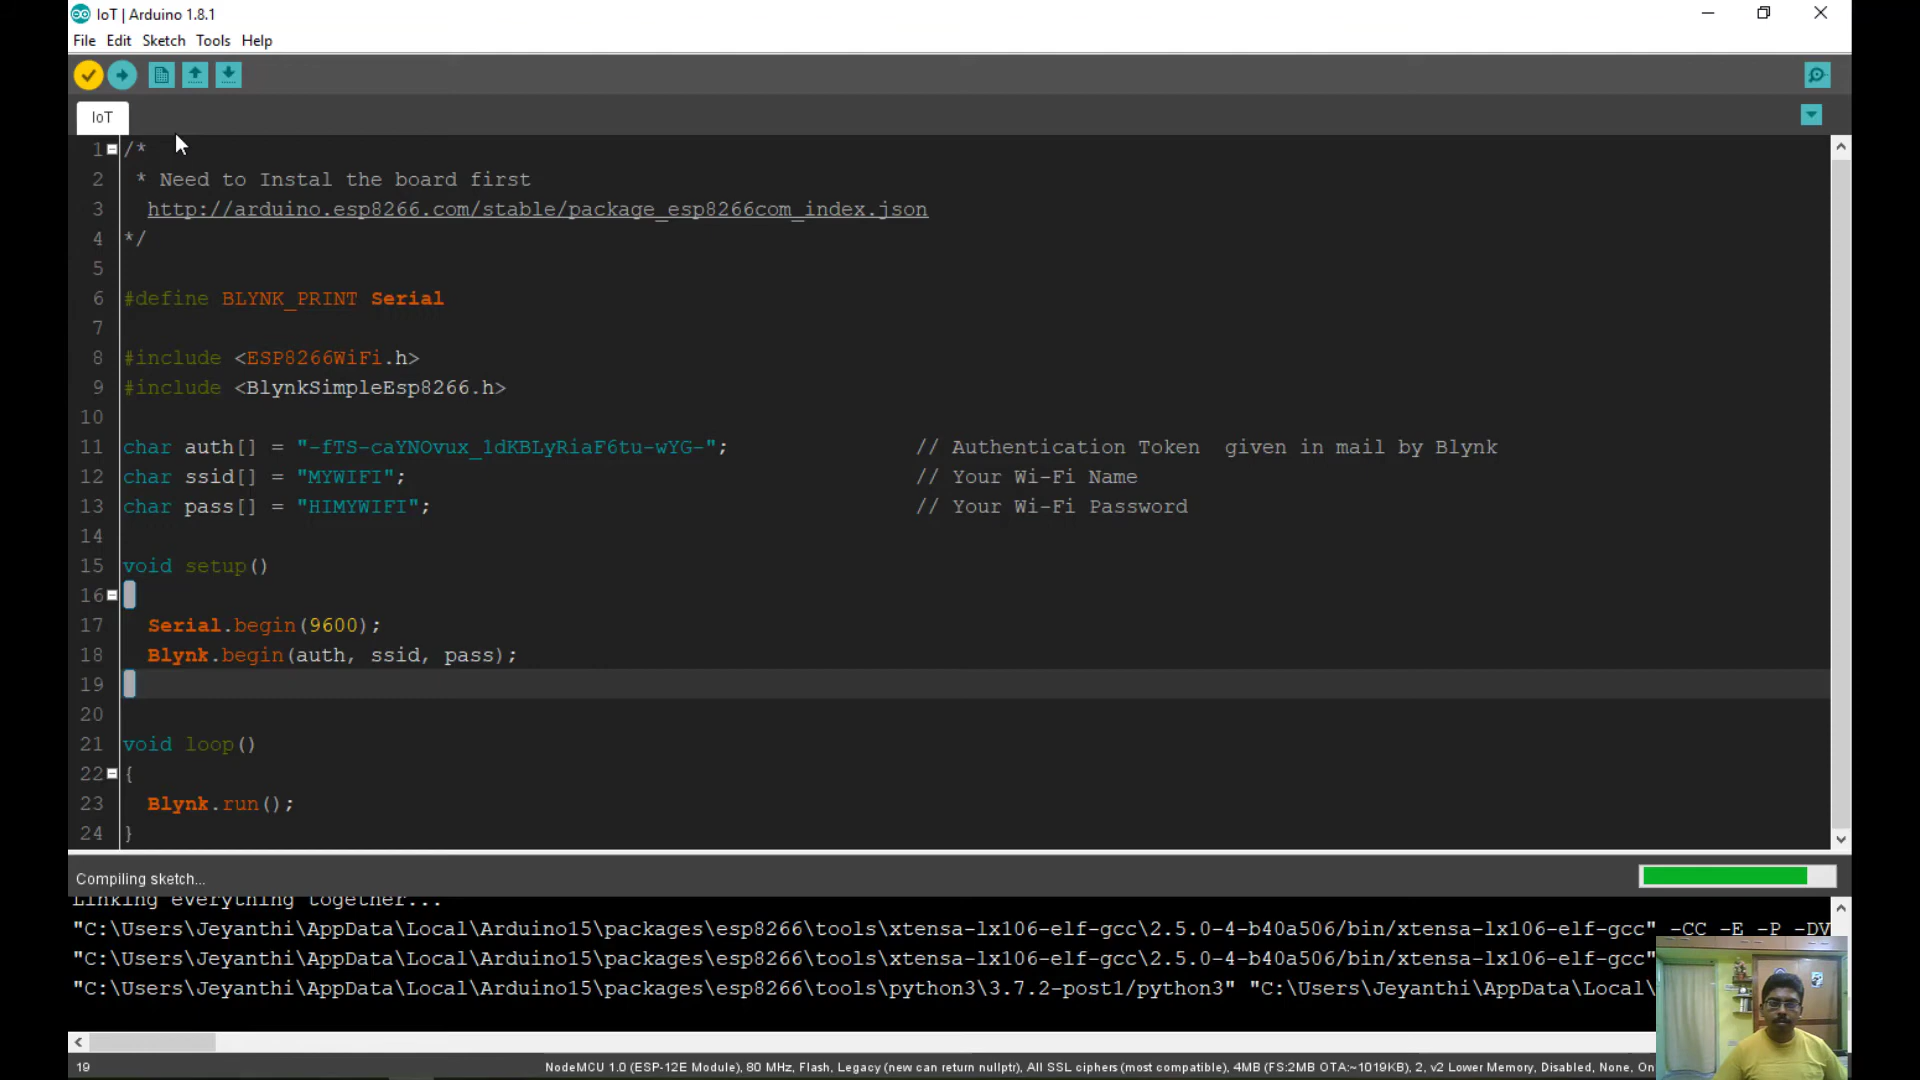 IoT | Arduino 1.8.1
File Edit Sketch Tools Help
IoT
1 /*
2 * Need to Instal the board first
3 http://arduino.esp8266.com/stable/package_esp8266com_index.json
4 */
5
6 #define BLYNK_PRINT Serial
7
8 #include <ESP8266WiFi.h>
9 #include <BlynkSimpleEsp8266.h>
10
11 char auth[] = "-fTS-caYNOvux_1dKBLyRiaF6tu-wYG-"; // Authentication Token given in mail by Blynk
12 char ssid[] = "MYWIFI"; // Your Wi-Fi Name
13 char pass[] = "HIMYWIFI"; // Your Wi-Fi Password
14
15 void setup()
16
17 Serial.begin(9600);
18 Blynk.begin(auth, ssid, pass);
19
20
21 void loop()
22 {
23 Blynk.run();
24 }
Compiling sketch...
Linking everything together...
"C:\Users\Jeyanthi\AppData\Local\Arduino15\packages\esp8266\tools\xtensa-lx106-elf-gcc\2.5.0-4-b40a506/bin/xtensa-lx106-elf-gcc" -CC -E -P -DV
"C:\Users\Jeyanthi\AppData\Local\Arduino15\packages\esp8266\tools\xtensa-lx106-elf-gcc\2.5.0-4-b40a506/bin/xtensa-lx106-elf-gcc"
"C:\Users\Jeyanthi\AppData\Local\Arduino15\packages\esp8266\tools\python3\3.7.2-post1/python3" "C:\Users\Jeyanthi\AppData\Local\
19 NodeMCU 1.0 (ESP-12E Module), 80 MHz, Flash, Legacy (new can return nullptr), All SSL ciphers (most compatible), 4MB (FS:2MB OTA:~1019KB), 2, v2 Lower Memory, Disabled, None, On